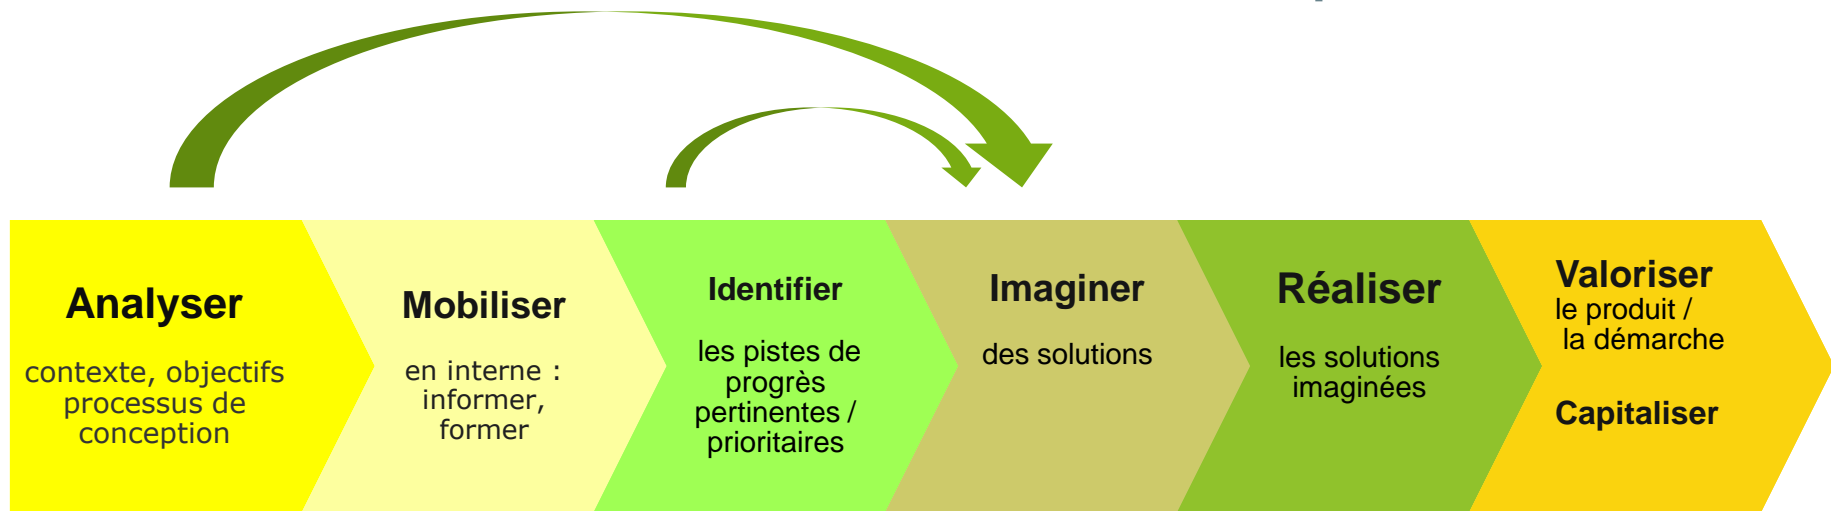 Analyser
contexte, objectifs
processus de
conception
Mobiliser
en interne :
informer,
former
Identifier
les pistes de
progrès
pertinentes /
prioritaires
Imaginer
des solutions
Réaliser
les solutions
imaginées
Valoriser
le produit /
la démarche
Capitaliser